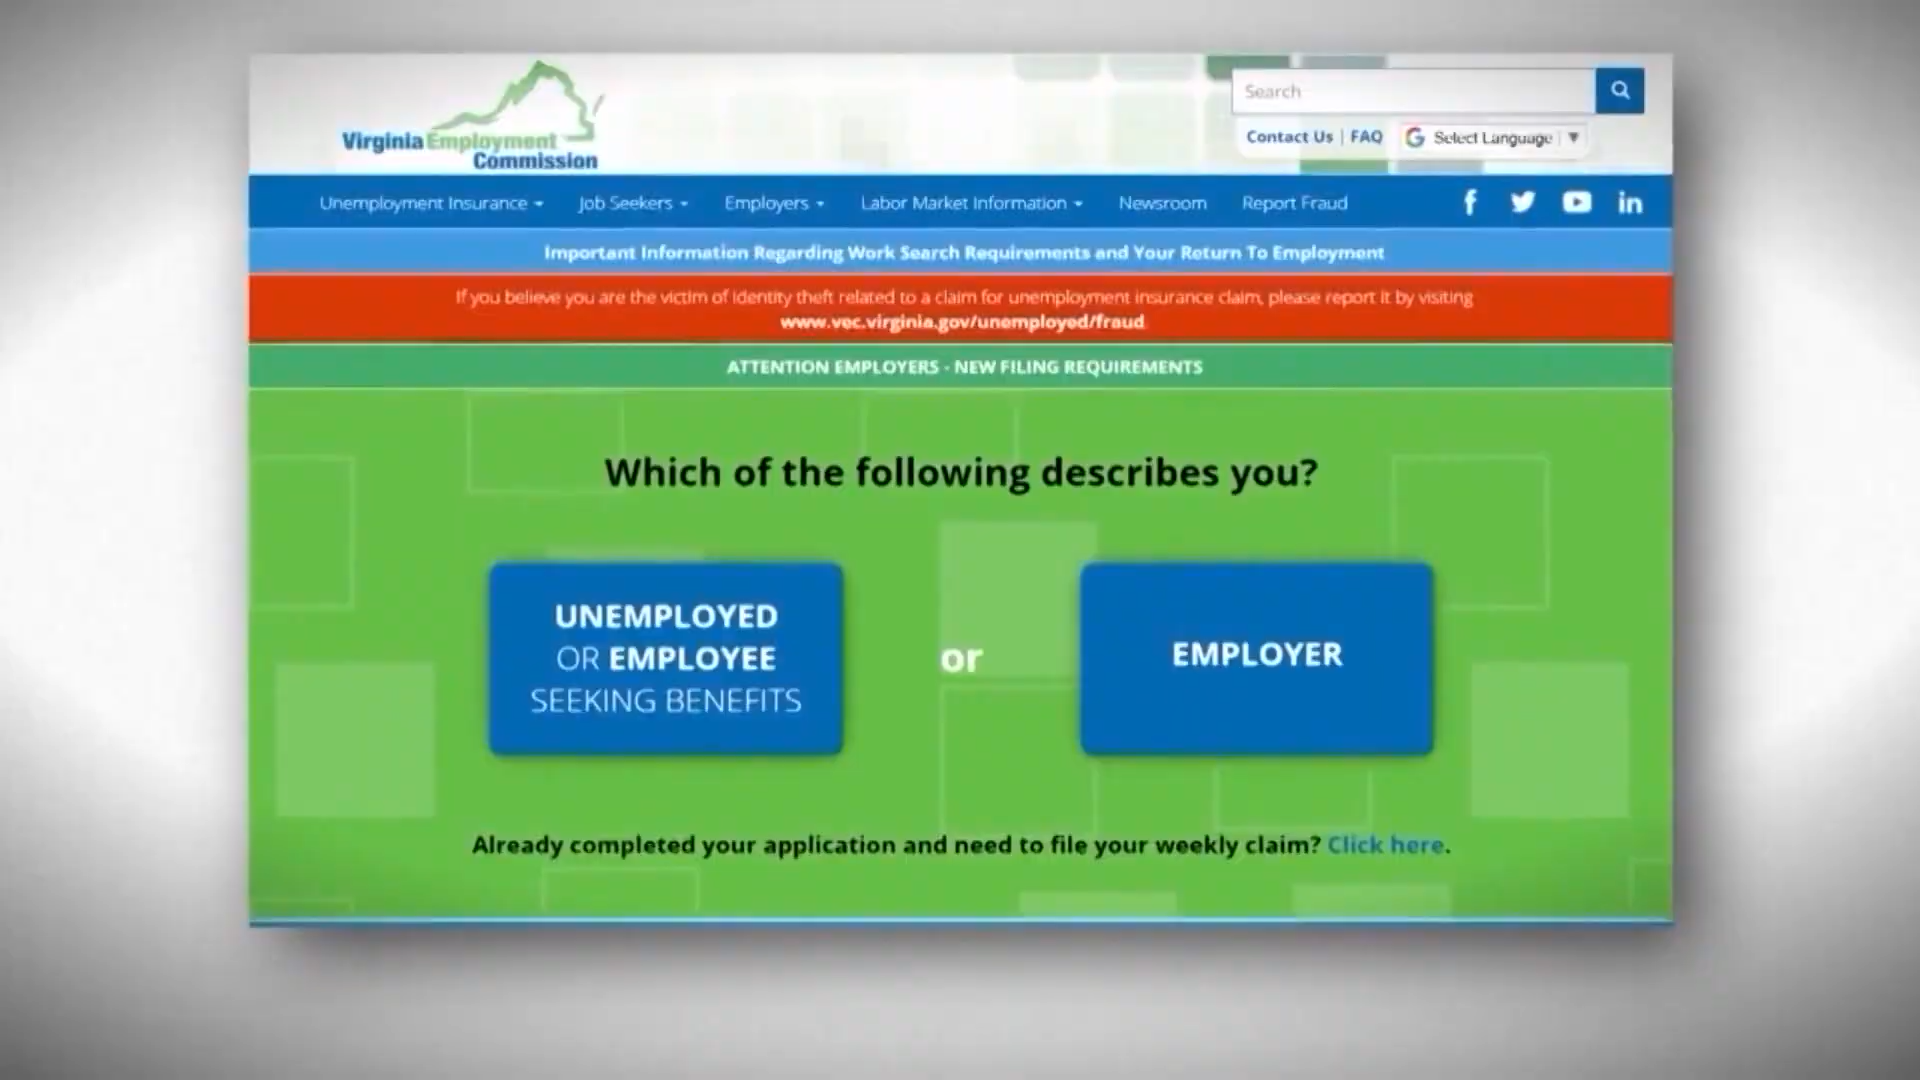 Virginia Employment
Commission
Search
Contact Us | FAQ
Select Language ▼
Unemployment Insurance
Job Seekers
Employers
Labor Market Information
Newsroom
Report Fraud
Important Information Regarding Work Search Requirements and Your Return To Employment
If you believe you are the victim of identity theft related to a claim for unemployment insurance claim, please report it by visiting
www.vec.virginia.gov/unemployed/fraud
ATTENTION EMPLOYERS - NEW FILING REQUIREMENTS
Which of the following describes you?
UNEMPLOYED
OR EMPLOYEE
SEEKING BENEFITS
or
EMPLOYER
Already completed your application and need to file your weekly claim? Click here.